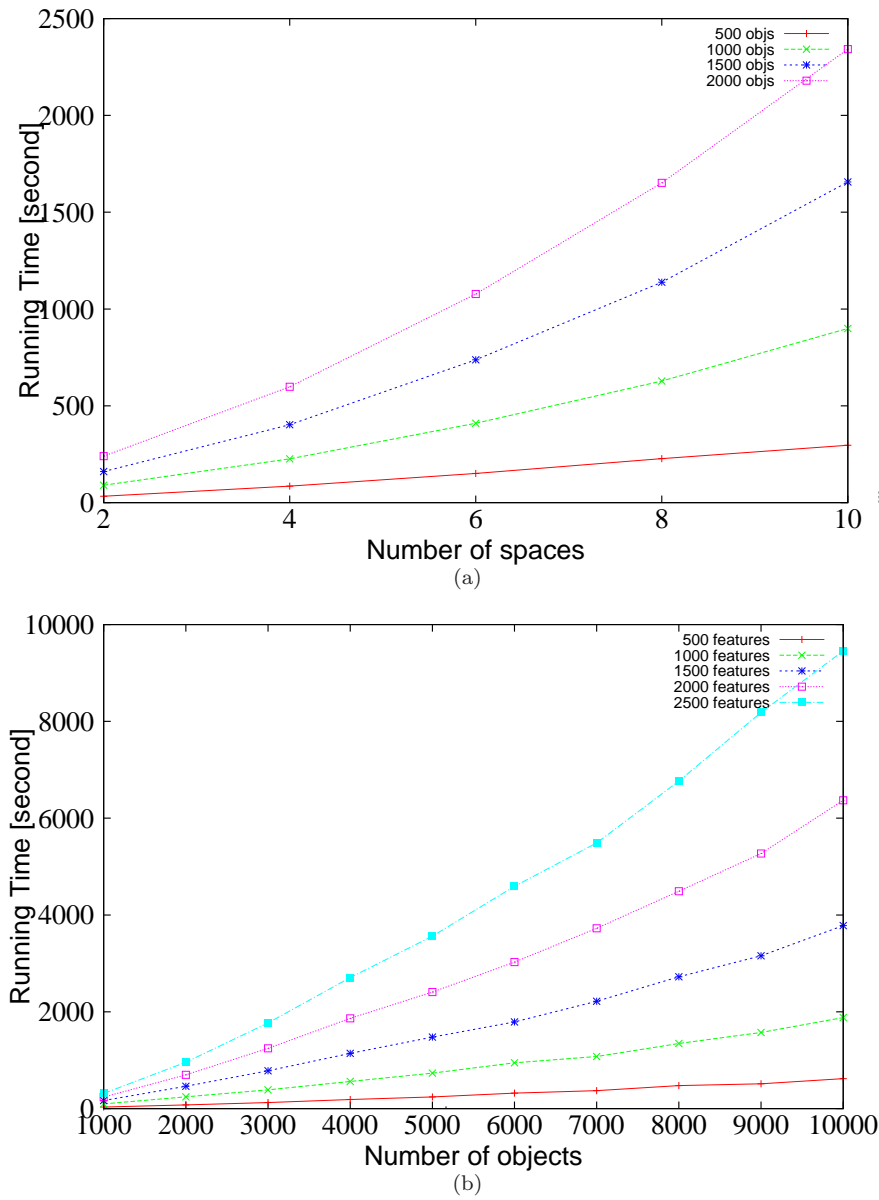 2500
2000
1500
1000
500
0
Running Time [second]
500 objs
1000 objs
1500 objs
2000 objs
2
4
6
8
10
Number of spaces
(a)
10000
8000
6000
4000
2000
0
Running Time [second]
500 features
1000 features
1500 features
2000 features
2500 features
1000
2000
3000
4000
5000
6000
7000
8000
9000
10000
Number of objects
(b)